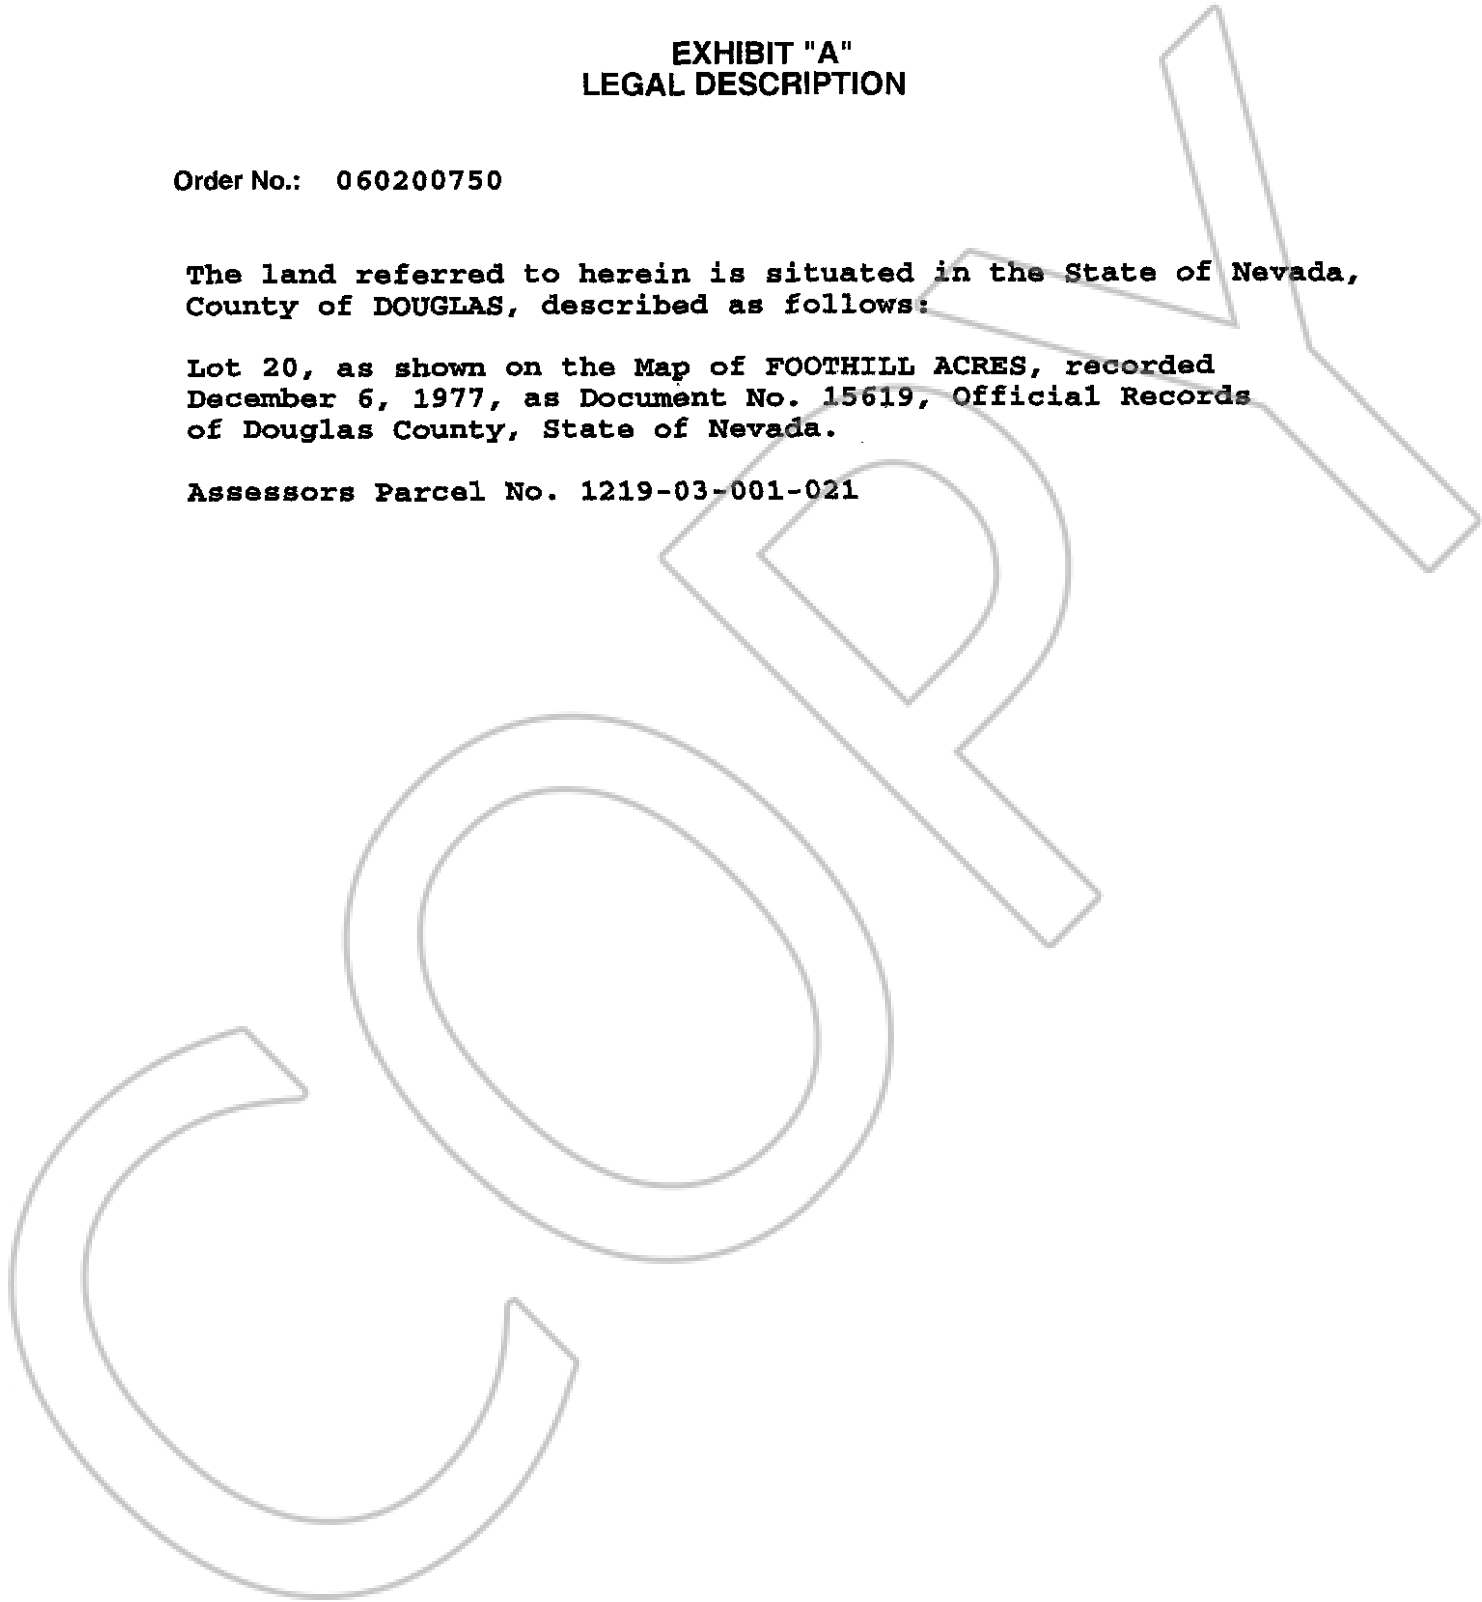 EXHIBIT "A"
LEGAL DESCRIPTION
Order No.: 060200750
The land referred to herein is situated in the State of Nevada,
County of DOUGLAS, described as follows:
Lot 20, as shown on the Map of FOOTHILL ACRES, recorded
December 6, 1977, as Document No. 15619, Official Records
of Douglas County, State of Nevada.
Assessors Parcel No. 1219-03-001-021
COPY